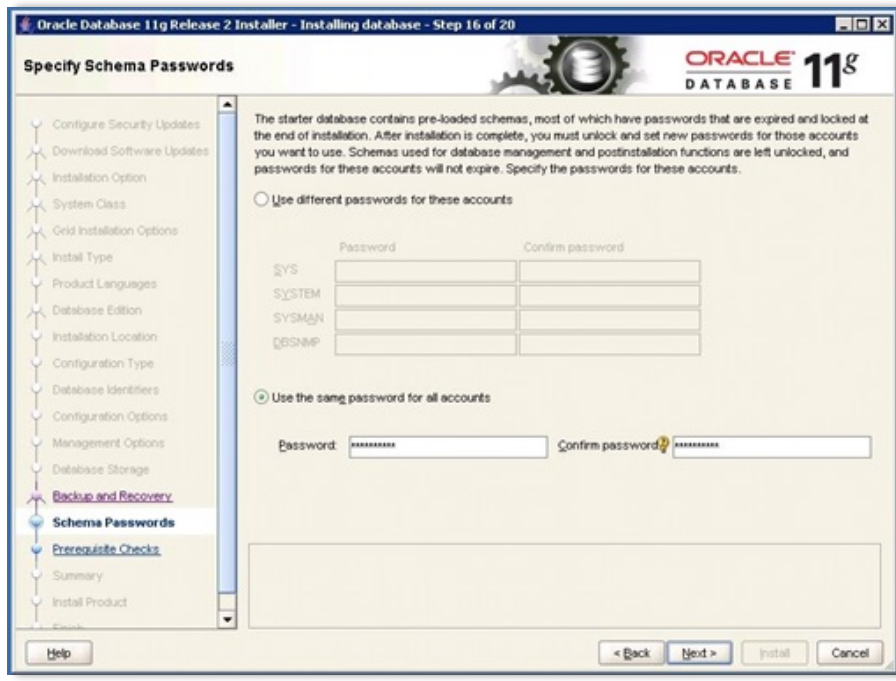 Oracle Database 11g Release 2 Installer - Installing database - Step 16 of 20
Specify Schema Passwords
ORACLE
DATABASE
11g
Configure Security Updates
Download Software Updates
Installation Option
System Class
Grid Installation Options
Install Type
Product Languages
Database Edition
Installation Location
Configuration Type
Database Identifiers
Configuration Options
Management Options
Database Storage
Backup and Recovery
Schema Passwords
Prerequisite Checks
Summary
Install Product
Finish
The starter database contains pre-loaded schemas, most of which have passwords that are expired and locked at
the end of installation. After installation is complete, you must unlock and set new passwords for those accounts
you want to use. Schemas used for database management and postinstallation functions are left unlocked, and
passwords for these accounts will not expire. Specify the passwords for these accounts.
Use different passwords for these accounts
Password Confirm password
SYS
SYSTEM
SYSMAN
DBSNMP
Use the same password for all accounts
Password: ********** Confirm password: **********
Help < Back Next > Install Cancel